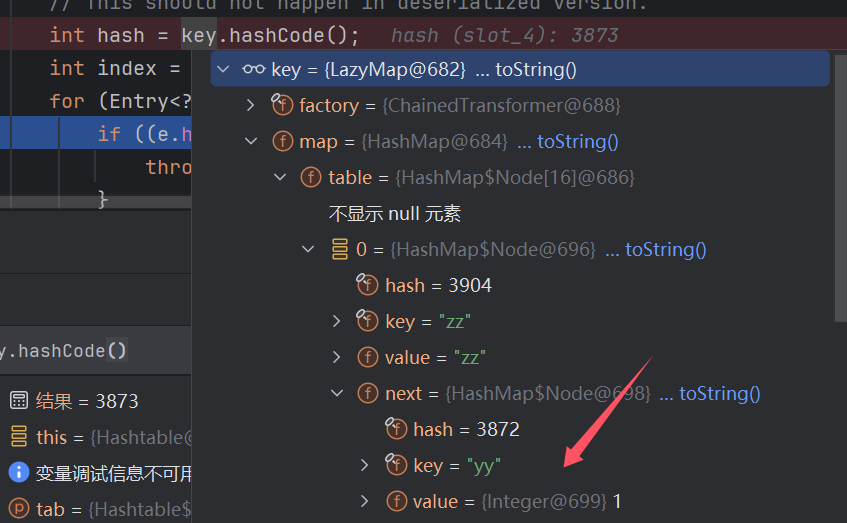 // This should not happen in deserialized version.
int hash = key.hashCode(); hash (slot_4): 3873
int index =
for (Entry<?
if ((e.h
thro
}
key = {LazyMap@682} ... toString()
factory = {ChainedTransformer@688}
map = {HashMap@684} ... toString()
table = {HashMap$Node[16]@686}
不显示 null 元素
0 = {HashMap$Node@696} ... toString()
hash = 3904
key = "zz"
value = "zz"
next = {HashMap$Node@698} ... toString()
hash = 3872
key = "yy"
value = {Integer@699} 1
y.hashCode()
结果 = 3873
this = {Hashtable@
变量调试信息不可用
tab = {Hashtable$